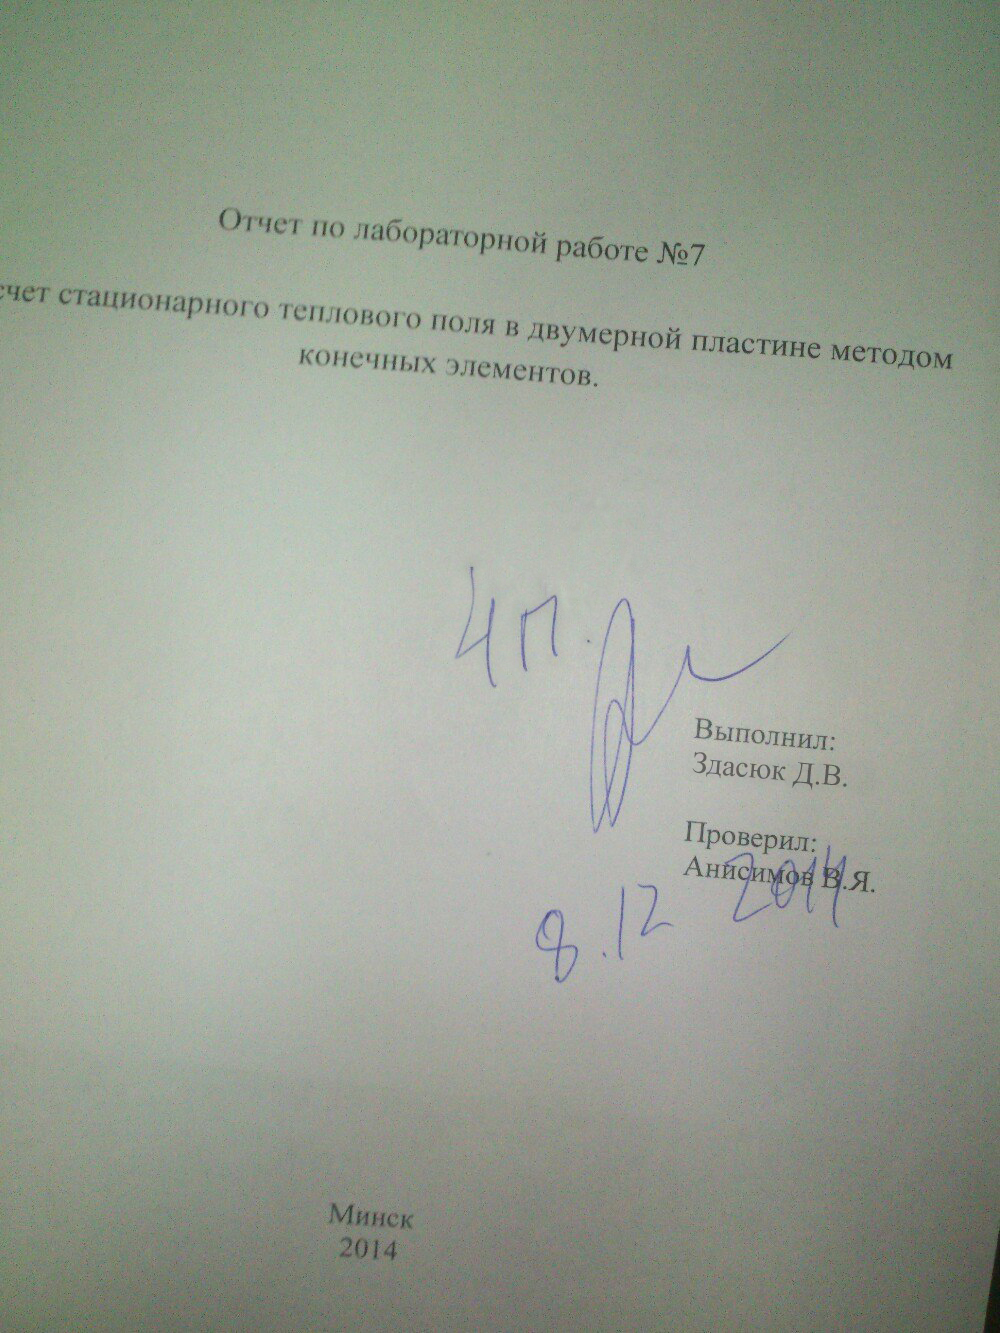 Отчет по лабораторной работе №7
счет стационарного теплового поля в двумерной пластине методом
конечных элементов.
4п.
Выполнил:
Здасюк Д.В.
Проверил:
Анисимов В.Я.
8.12 2014
Минск
2014